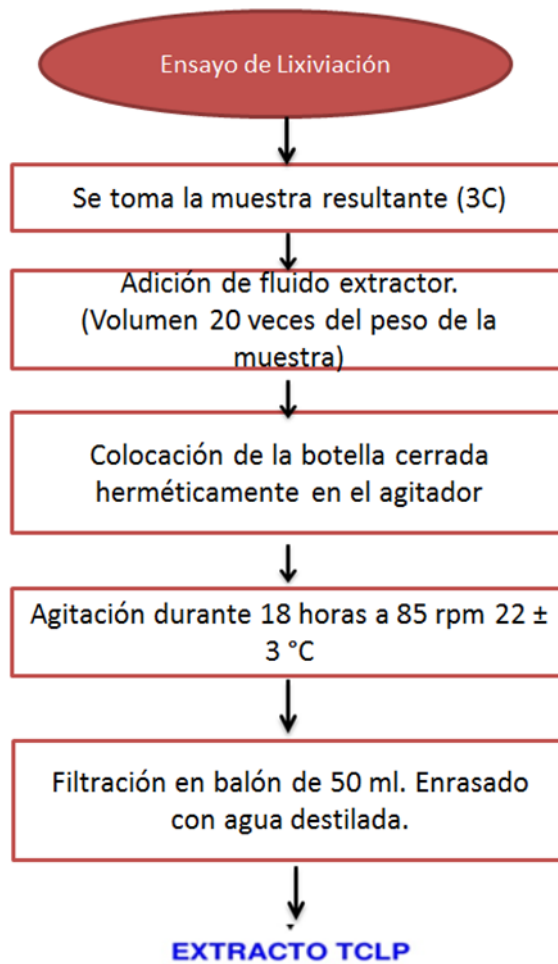 Ensayo de Lixiviación
Se toma la muestra resultante (3C)
Adición de fluido extractor.
(Volumen 20 veces del peso de la
muestra)
Colocación de la botella cerrada
herméticamente en el agitador
Agitación durante 18 horas a 85 rpm 22 ±
3 °C
Filtración en balón de 50 ml. Enrasado
con agua destilada.
EXTRACTO TCLP